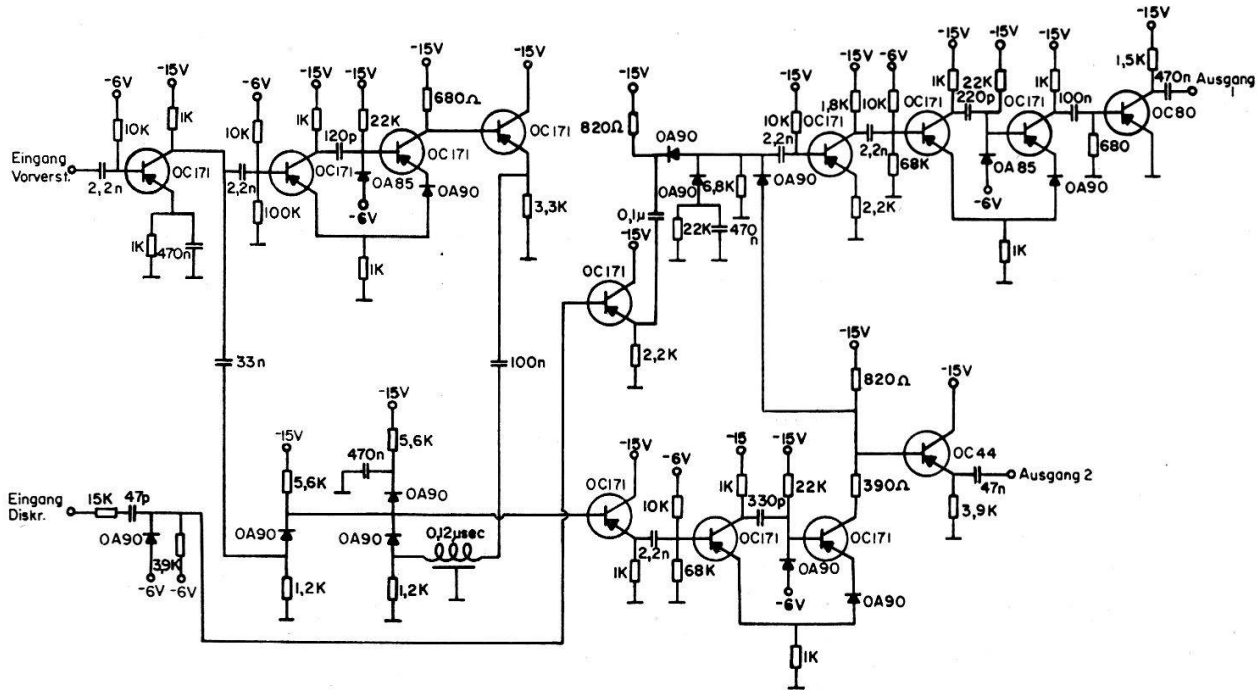 -15V
-15V
-15V
-15V
-15V
-6V
-15V
-6V
-15V
-15V
10K
1K
10K
1K
120p
22K
680Ω
OC171
Eingang
Vorverst.
2,2n
OC171
2,2n
OC171
OA85
OC171
OA90
-6V
100K
3,3K
1K
470n
1K
-15V
820Ω
OA90
OA90
6,8K
OA90
0,1µ
22K
470
n
-15V
OC171
2,2K
-15V
-6V
10K
OC171
2,2n
1,8K
10K
2,2n
68K
2,2K
-15V
1K
OC171
220p
-15V
22K
OC171
OA85
-6V
-15V
1K
OA90
100n
680
1K
-15V
1,5K
470n
Ausgang
1
OC80
33n
100n
-15V
820Ω
-15V
OC44
47n
Ausgang 2
3,9K
390Ω
Eingang
Diskr.
15K
47p
OA90
3,9K
-6V
-6V
-15V
5,6K
OA90
1,2K
-15V
5,6K
470n
OA90
OA90
0,12µsec
1,2K
-15V
OC171
1K
2,2n
-6V
10K
68K
-15
1K
330p
OC171
-15V
22K
OC171
OA90
-6V
OA90
1K